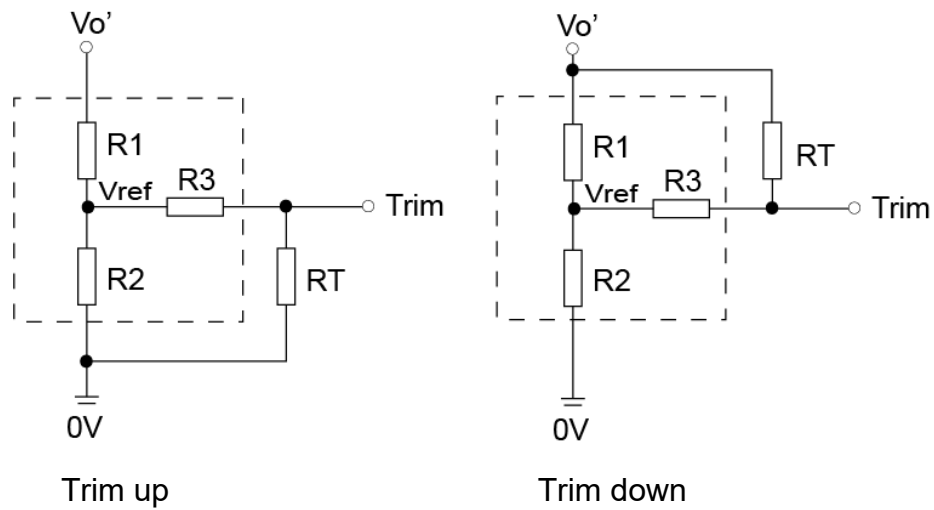 Vo’
R1
Vref
R3
Trim
R2
RT
0V
Trim up
Vo’
R1
RT
Vref
R3
Trim
R2
0V
Trim down